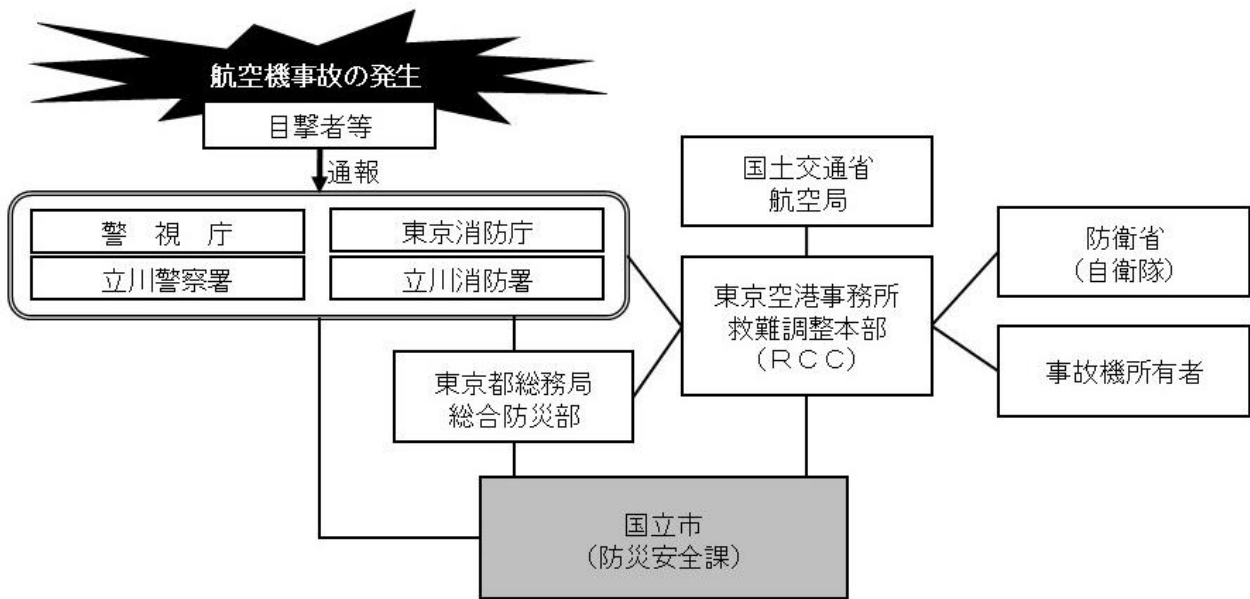 航空機事故の発生
目撃者等
通報
警　視　庁
東京消防庁
立川警察署
立川消防署
国土交通省
航空局
東京空港事務所
救難調整本部
（ＲＣＣ）
防衛省
（自衛隊）
事故機所有者
東京都総務局
総合防災部
国立市
（防災安全課）